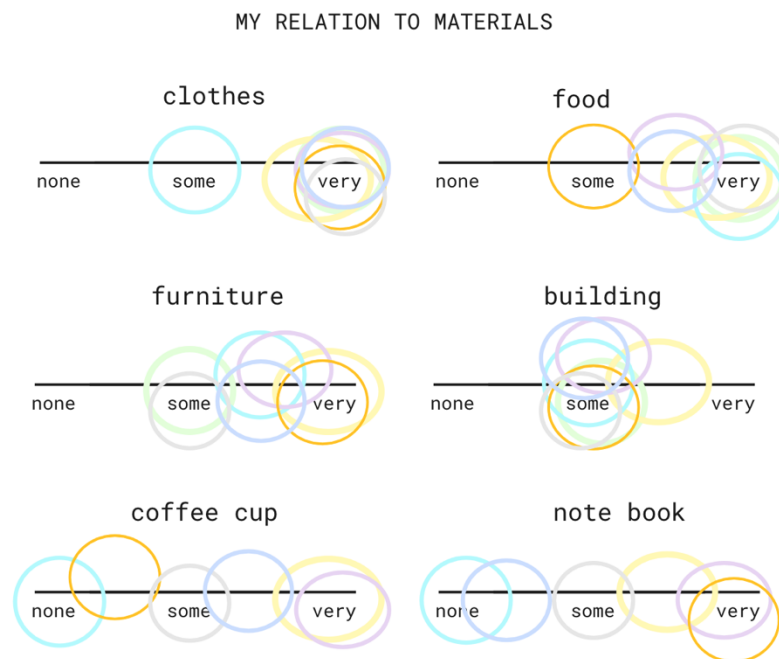 MY RELATION TO MATERIALS
clothes
none some very
food
none some very
furniture
none some very
building
none some very
coffee cup
none some very
note book
none some very